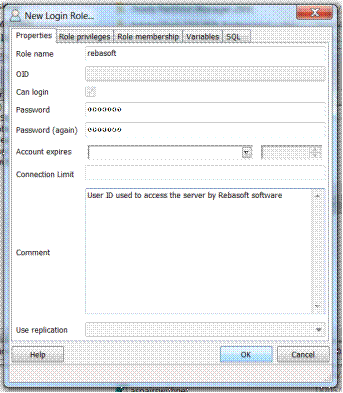 New Login Role...
Properties Role privileges Role membership Variables SQL
Role name rebasoft
OID
Can login
Password
Password (again)
Account expires
Connection Limit
User ID used to access the server by Rebasoft software
Comment
Use replication
Help OK Cancel